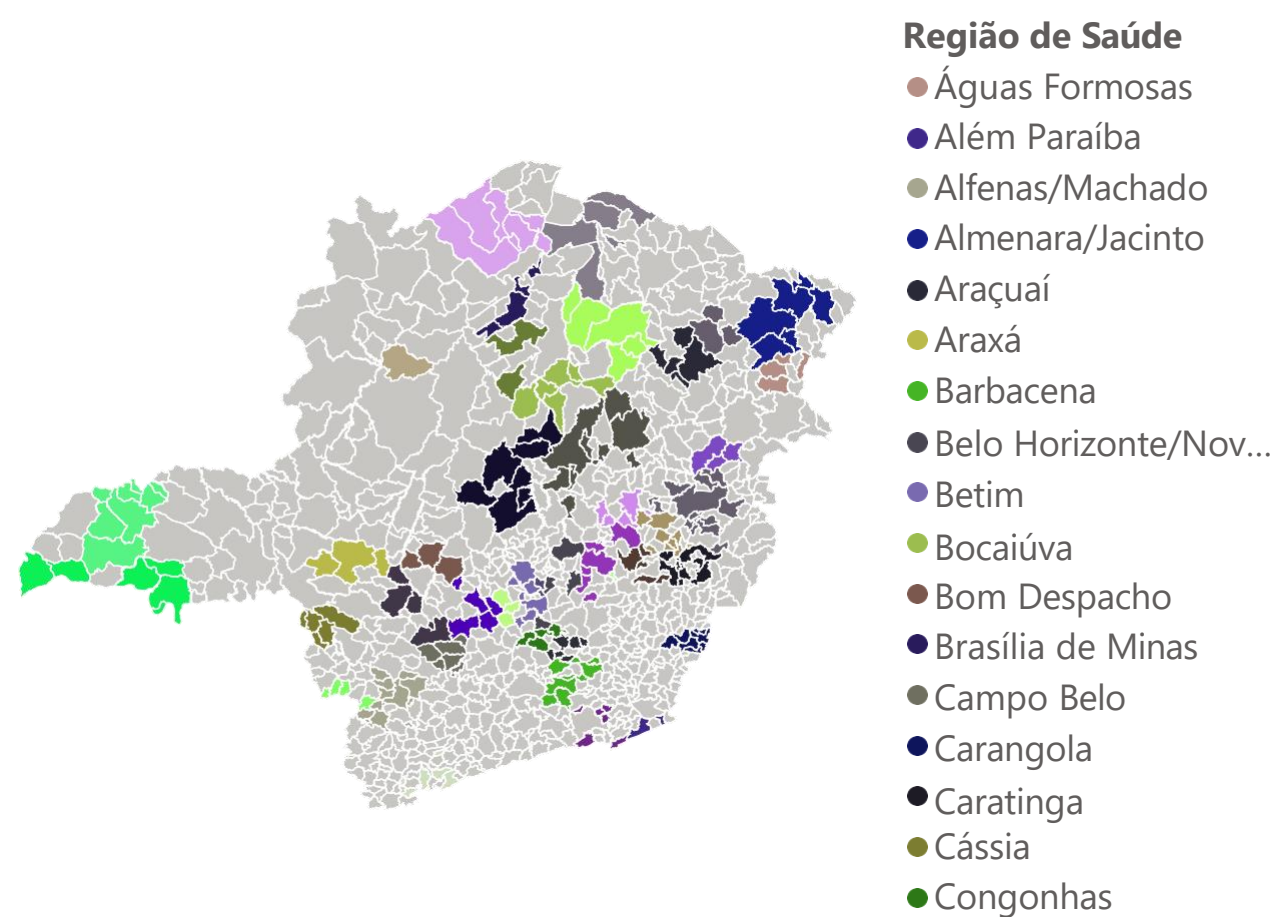 Região de Saúde
Águas Formosas
Além Paraíba
Alfenas/Machado
Almenara/Jacinto
Araçuaí
Araxá
Barbacena
Belo Horizonte/Nov...
Betim
Bocaiúva
Bom Despacho
Brasília de Minas
Campo Belo
Carangola
Caratinga
Cássia
Congonhas